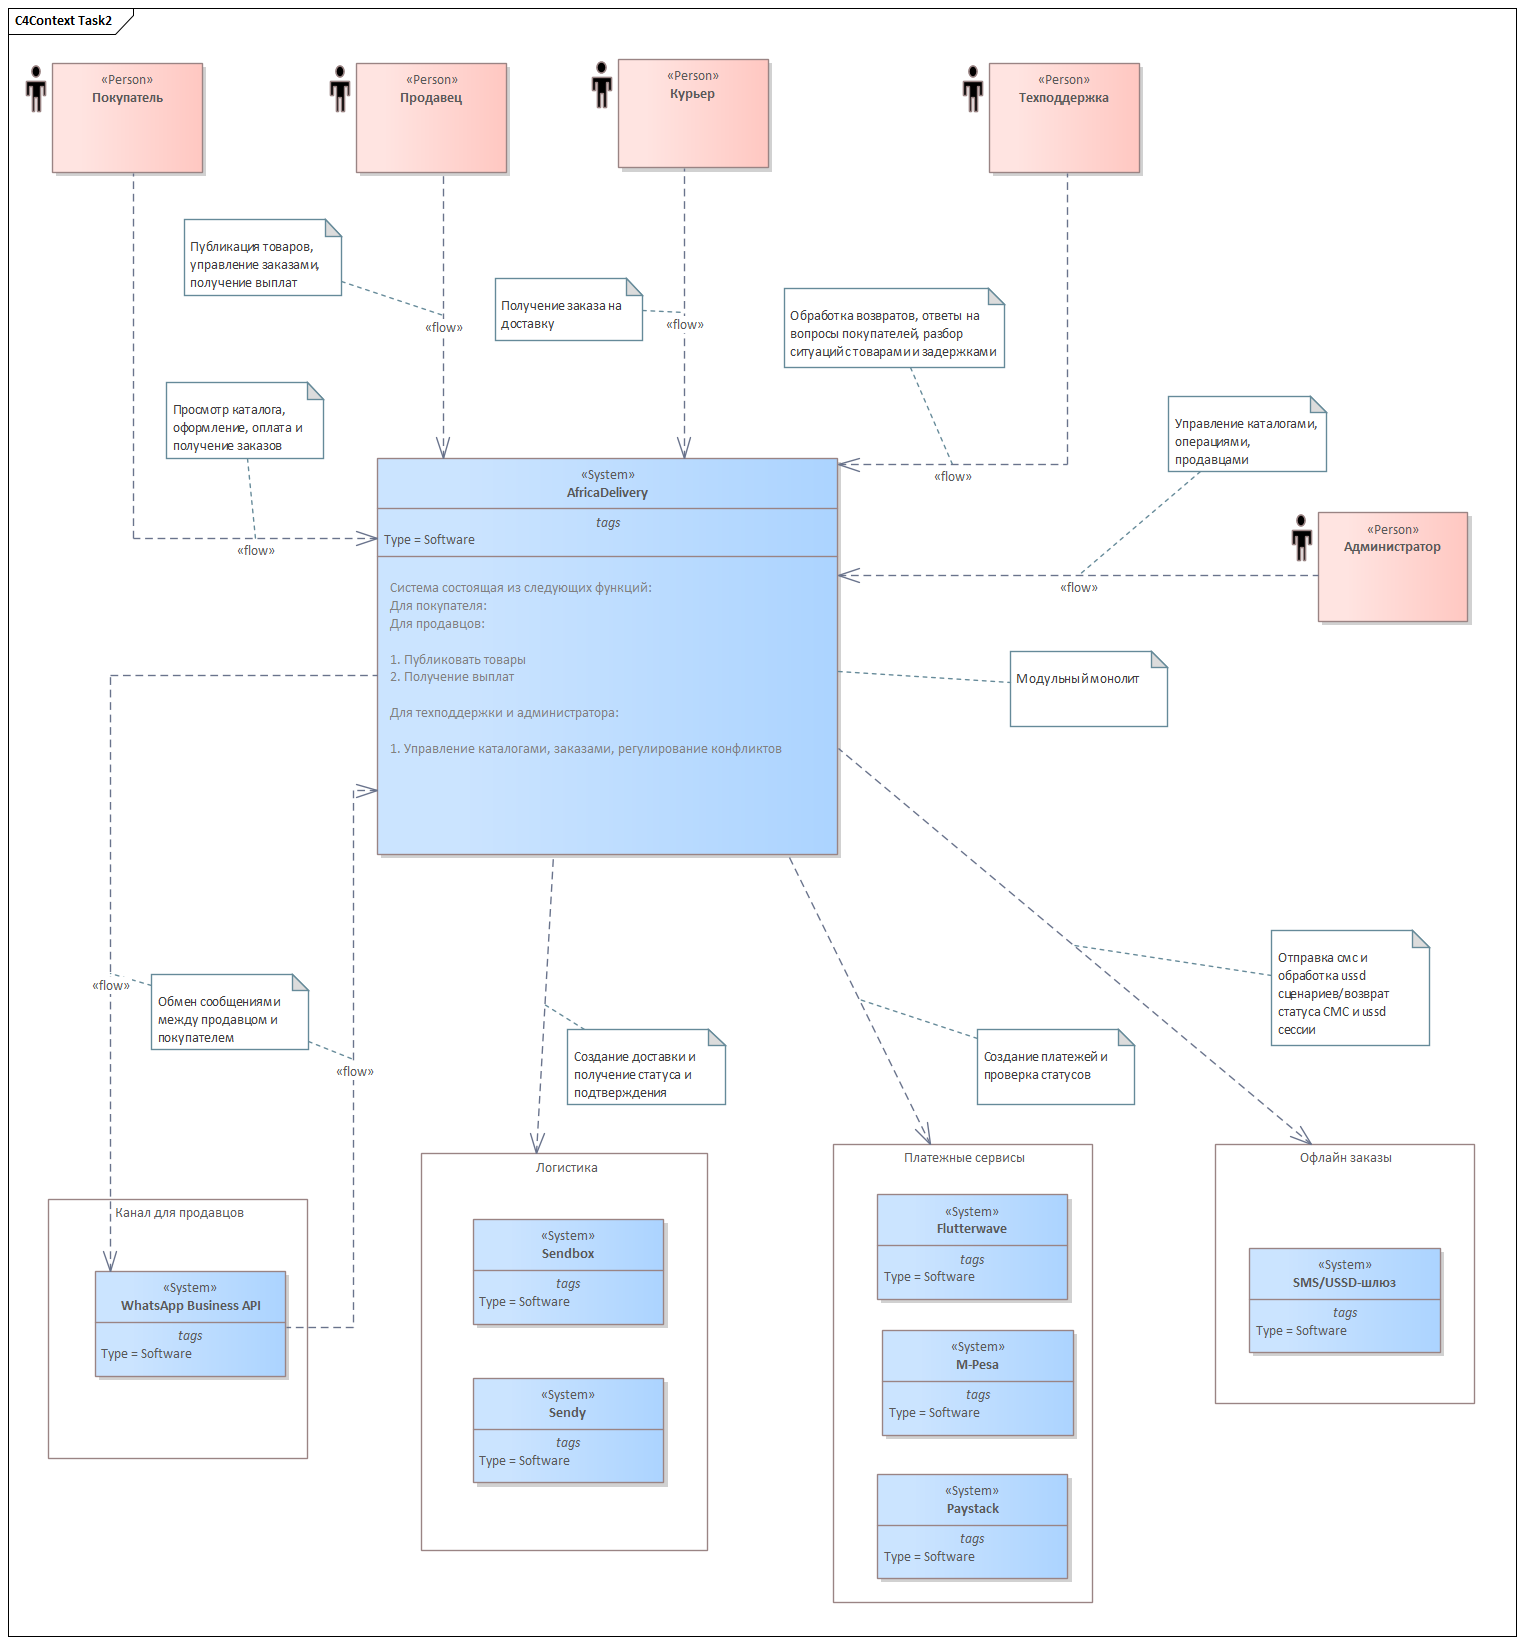 C4Context Task2
«Person»
Покупатель
«Person»
Продавец
«Person»
Курьер
«Person»
Техподдержка
Публикация товаров,
управление заказами,
получение выплат
«flow»
Получение заказа на
доставку
«flow»
Обработка возвратов, ответы на
вопросы покупателей, разбор
ситуаций с товарами и задержками
«flow»
Просмотр каталога,
оформление, оплата и
получение заказов
«flow»
Управление каталогами,
операциями,
продавцами
«flow»
«Person»
Администратор
«System»
AfricaDelivery
tags
Type = Software
Система состоящая из следующих функций:
Для покупателя:
Для продавцов:
1. Публиковать товары
2. Получение выплат
Для техподдержки и администратора:
1. Управление каталогами, заказами, регулирование конфликтов
Модульный монолит
«flow»
Обмен сообщениями
между продавцом и
покупателем
«flow»
Создание доставки и
получение статуса и
подтверждения
Создание платежей и
проверка статусов
Отправка смс и
обработка ussd
сценариев/возврат
статуса СМС и ussd
сессии
Канал для продавцов
«System»
WhatsApp Business API
tags
Type = Software
Логистика
«System»
Sendbox
tags
Type = Software
«System»
Sendy
tags
Type = Software
Платежные сервисы
«System»
Flutterwave
tags
Type = Software
«System»
M-Pesa
tags
Type = Software
«System»
Paystack
tags
Type = Software
Офлайн заказы
«System»
SMS/USSD-шлюз
tags
Type = Software